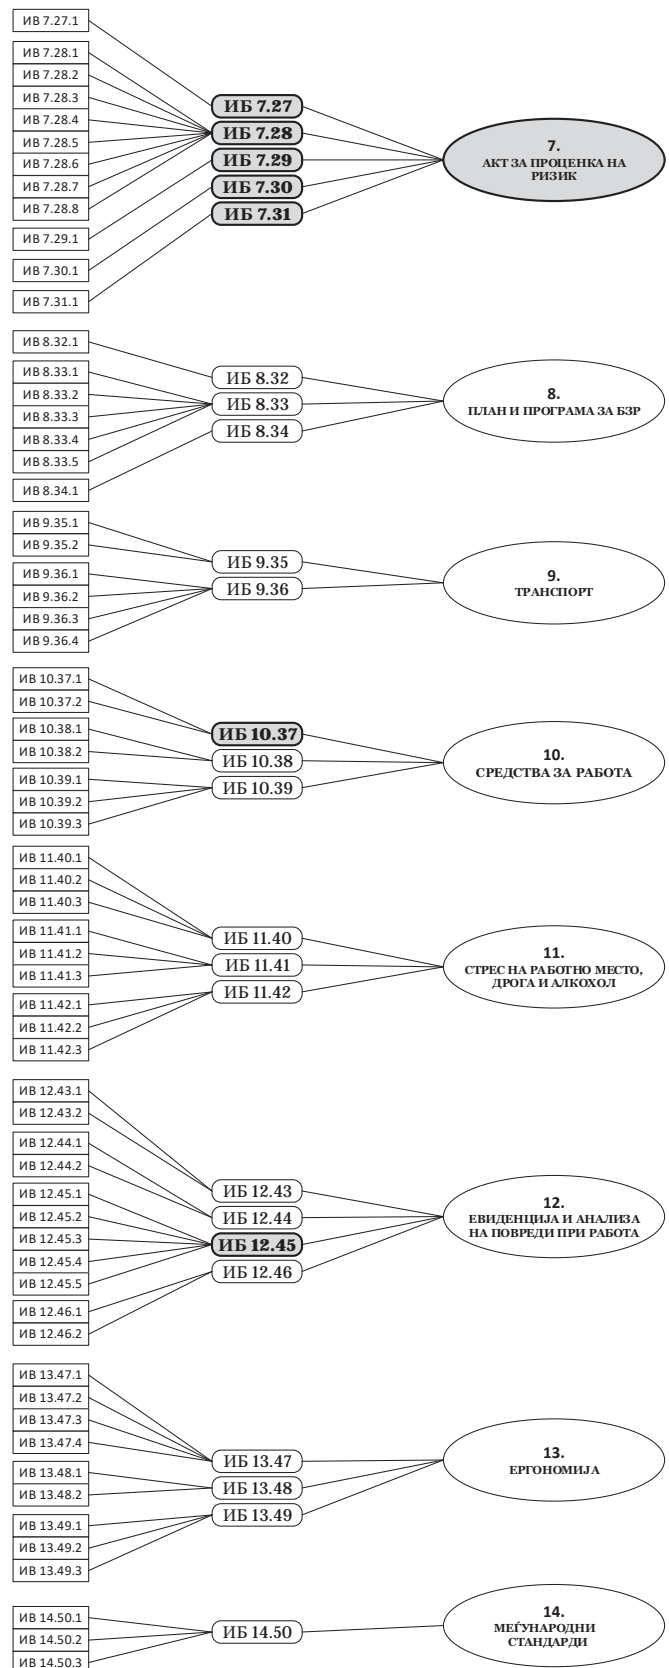 ИВ 7.27.1
ИВ 7.28.1
ИВ 7.28.2
ИВ 7.28.3
ИВ 7.28.4
ИВ 7.28.5
ИВ 7.28.6
ИВ 7.28.7
ИВ 7.28.8
ИВ 7.29.1
ИВ 7.30.1
ИВ 7.31.1
ИБ 7.27
ИБ 7.28
ИБ 7.29
ИБ 7.30
ИБ 7.31
7.
АКТ ЗА ПРОЦЕНКА НА
РИЗИК
ИВ 8.32.1
ИВ 8.33.1
ИВ 8.33.2
ИВ 8.33.3
ИВ 8.33.4
ИВ 8.33.5
ИВ 8.34.1
ИБ 8.32
ИБ 8.33
ИБ 8.34
8.
ПЛАН И ПРОГРАМА ЗА БЗР
ИВ 9.35.1
ИВ 9.35.2
ИВ 9.36.1
ИВ 9.36.2
ИВ 9.36.3
ИВ 9.36.4
ИБ 9.35
ИБ 9.36
9.
ТРАНСПОРТ
ИВ 10.37.1
ИВ 10.37.2
ИВ 10.38.1
ИВ 10.38.2
ИВ 10.39.1
ИВ 10.39.2
ИВ 10.39.3
ИБ 10.37
ИБ 10.38
ИБ 10.39
10.
СРЕДСТВА ЗА РАБОТА
ИВ 11.40.1
ИВ 11.40.2
ИВ 11.40.3
ИВ 11.41.1
ИВ 11.41.2
ИВ 11.41.3
ИВ 11.42.1
ИВ 11.42.2
ИВ 11.42.3
ИБ 11.40
ИБ 11.41
ИБ 11.42
11.
СТРЕС НА РАБОТНО МЕСТО,
ДРОГА И АЛКОХОЛ
ИВ 12.43.1
ИВ 12.43.2
ИВ 12.44.1
ИВ 12.44.2
ИВ 12.45.1
ИВ 12.45.2
ИВ 12.45.3
ИВ 12.45.4
ИВ 12.45.5
ИВ 12.46.1
ИВ 12.46.2
ИБ 12.43
ИБ 12.44
ИБ 12.45
ИБ 12.46
12.
ЕВИДЕНЦИЈА И АНАЛИЗА
НА ПОВРЕДИ ПРИ РАБОТА
ИВ 13.47.1
ИВ 13.47.2
ИВ 13.47.3
ИВ 13.47.4
ИВ 13.48.1
ИВ 13.48.2
ИВ 13.49.1
ИВ 13.49.2
ИВ 13.49.3
ИБ 13.47
ИБ 13.48
ИБ 13.49
13.
ЕРГОНОМИЈА
ИВ 14.50.1
ИВ 14.50.2
ИВ 14.50.3
ИБ 14.50
14.
МЕЃУНАРОДНИ
СТАНДАРДИ